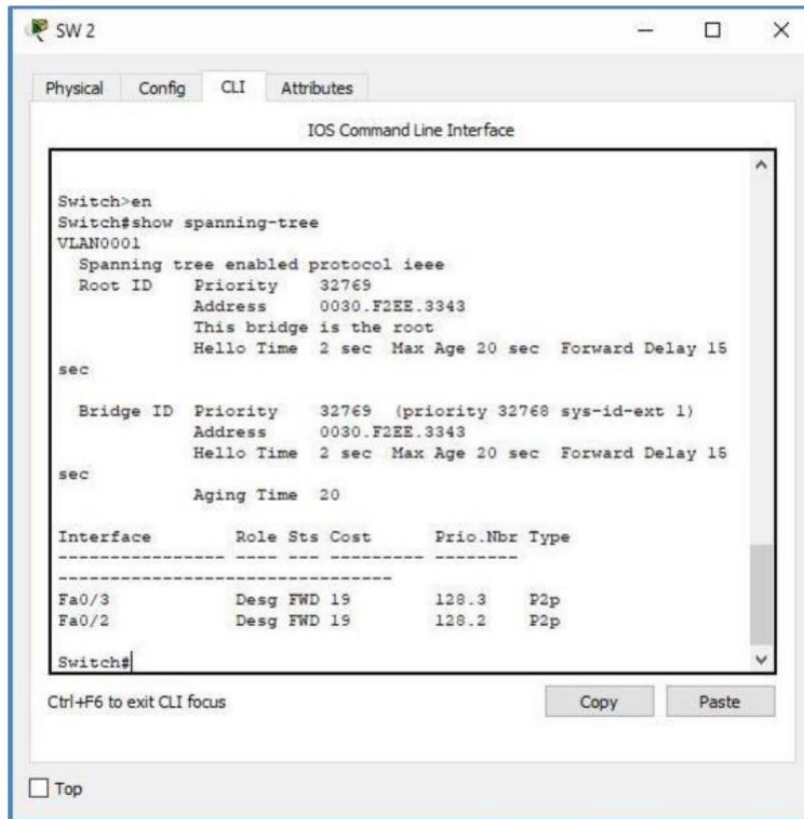 SW 2
Physical Config CLI Attributes
IOS Command Line Interface
Switch>en
Switch#show spanning-tree
VLAN0001
Spanning tree enabled protocol ieee
Root ID Priority 32769
Address 0030.F2EE.3343
This bridge is the root
Hello Time 2 sec Max Age 20 sec Forward Delay 15
sec
Bridge ID Priority 32769 (priority 32768 sys-id-ext 1)
Address 0030.F2EE.3343
Hello Time 2 sec Max Age 20 sec Forward Delay 15
sec
Aging Time 20
Interface Role Sts Cost Prio.Nbr Type
---------------- ---- --- --------- --------
--------------------------------
Fa0/3 Desg FWD 19 128.3 P2p
Fa0/2 Desg FWD 19 128.2 P2p
Switch#
Ctrl+F6 to exit CLI focus Copy Paste
Top